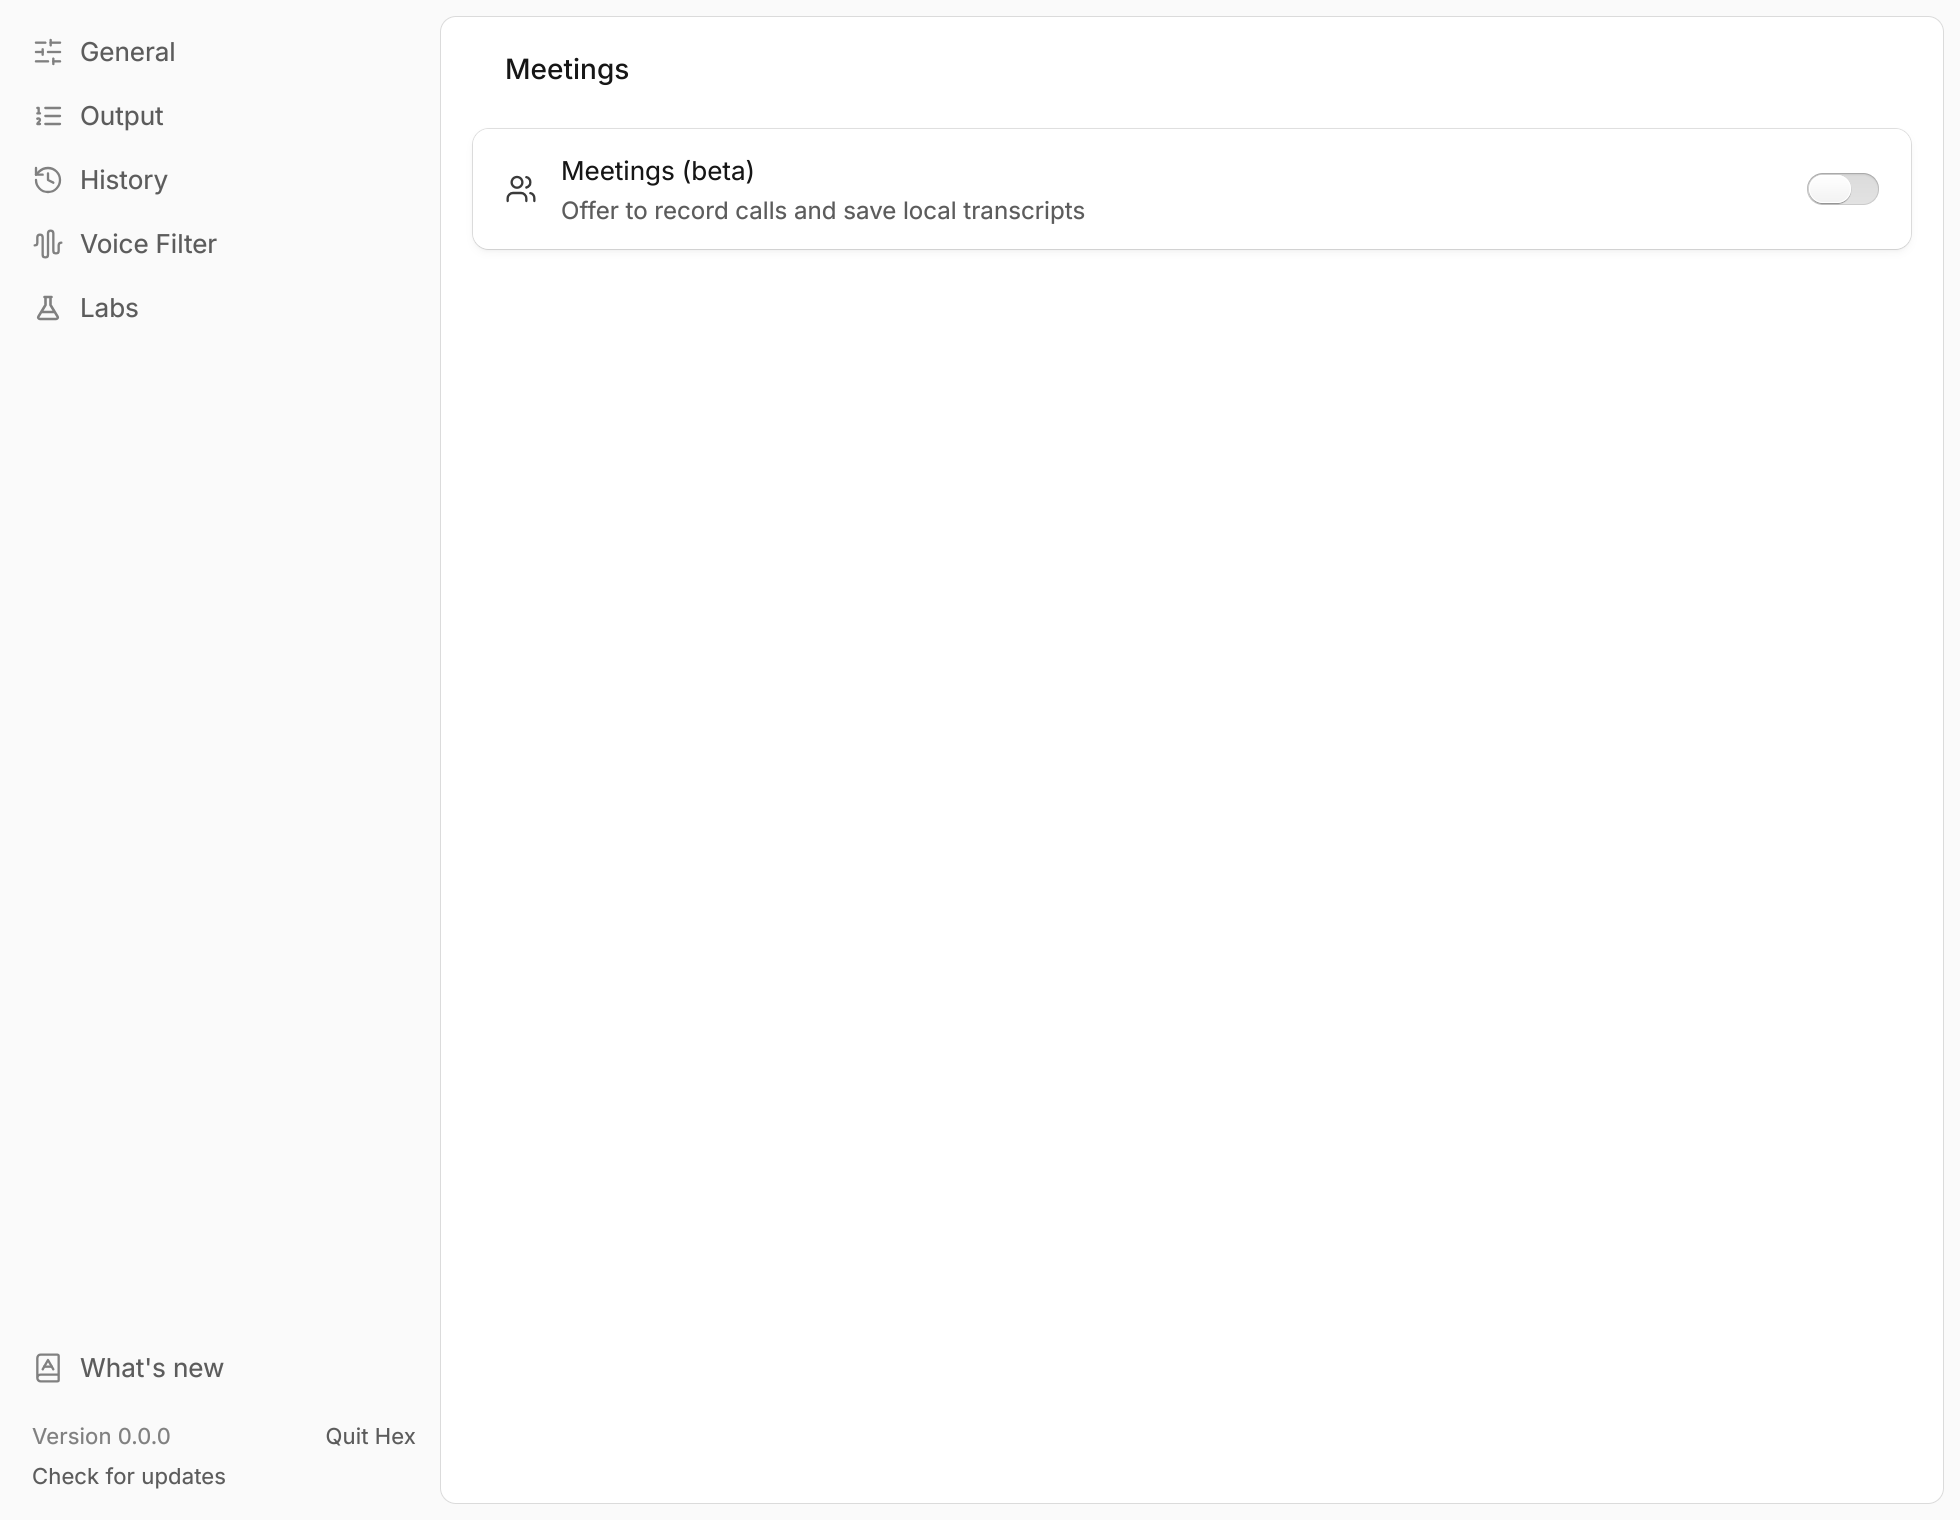 General
Output
History
Voice Filter
Labs
What's new
Version 0.0.0
Quit Hex
Check for updates
Meetings
Meetings (beta)
Offer to record calls and save local transcripts